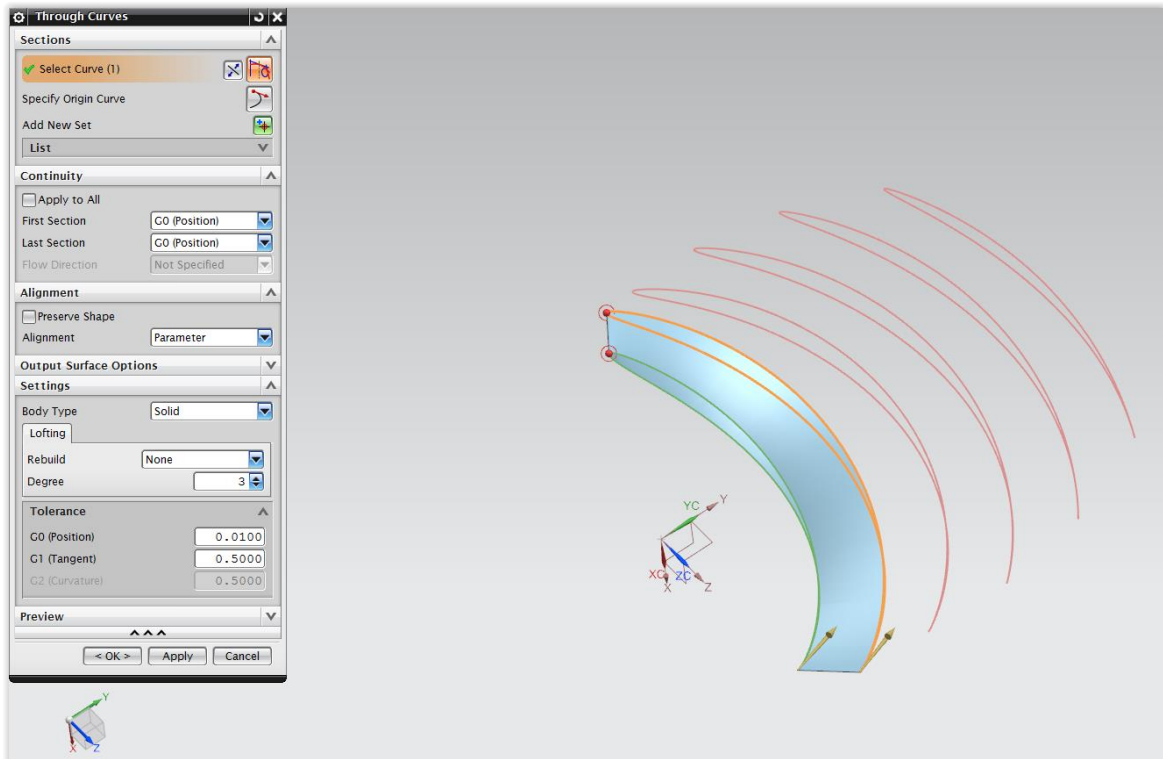 Through Curves
Sections
Select Curve (1)
Specify Origin Curve
Add New Set
List
Continuity
Apply to All
First Section G0 (Position)
Last Section G0 (Position)
Flow Direction Not Specified
Alignment
Preserve Shape
Alignment Parameter
Output Surface Options
Settings
Body Type Solid
Lofting
Rebuild None
Degree 3
Tolerance
G0 (Position) 0.0100
G1 (Tangent) 0.5000
G2 (Curvature) 0.5000
Preview
< OK > Apply Cancel
YC Y
XC ZC
X Z
Y
X Z